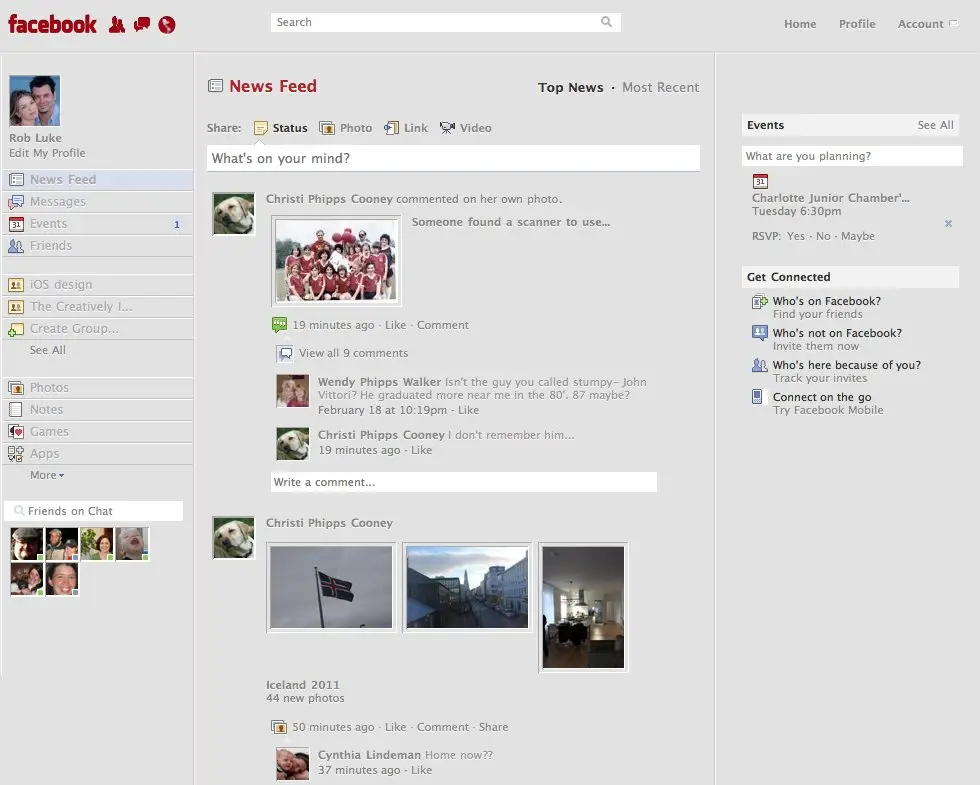 facebook
Search
Home Profile Account
Rob Luke
Edit My Profile
News Feed
Messages
31 Events 1
Friends
iOS design
The Creatively I...
Create Group...
See All
Photos
Notes
Games
Apps
More
Friends on Chat
News Feed
Top News · Most Recent
Share: Status Photo Link Video
What's on your mind?
Christi Phipps Cooney commented on her own photo.
Someone found a scanner to use...
19 minutes ago · Like · Comment
View all 9 comments
Wendy Phipps Walker Isn't the guy you called stumpy- John
Vittori? He graduated more near me in the 80'. 87 maybe?
February 18 at 10:19pm · Like
Christi Phipps Cooney I don't remember him...
19 minutes ago · Like
Write a comment...
Christi Phipps Cooney
Iceland 2011
44 new photos
50 minutes ago · Like · Comment · Share
Cynthia Lindeman Home now??
37 minutes ago · Like
Events See All
What are you planning?
31
Charlotte Junior Chamber'...
Tuesday 6:30pm
RSVP: Yes · No · Maybe
Get Connected
Who's on Facebook?
Find your friends
Who's not on Facebook?
Invite them now
Who's here because of you?
Track your invites
Connect on the go
Try Facebook Mobile